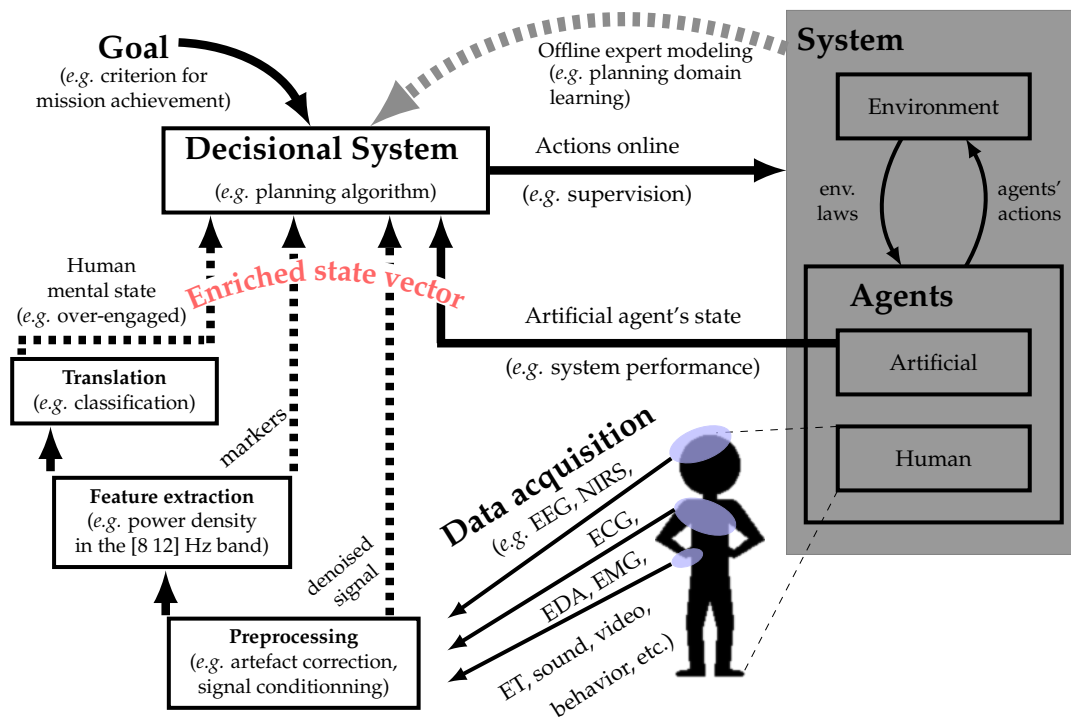 Goal
(e.g. criterion for
mission achievement)
Offline expert modeling
(e.g. planning domain
learning)
System
Environment
env.
laws
agents'
actions
Decisional System
(e.g. planning algorithm)
Actions online
(e.g. supervision)
Enriched state vector
Human
mental state
(e.g. over-engaged)
Agents
Artificial agent's state
(e.g. system performance)
Artificial
Human
Translation
(e.g. classification)
markers
Feature extraction
(e.g. power density
in the [8 12] Hz band)
denoised
signal
Preprocessing
(e.g. artefact correction,
signal conditionning)
Data acquisition
(e.g. EEG, NIRS,
ECG,
EDA, EMG,
ET, sound, video,
behavior, etc.)